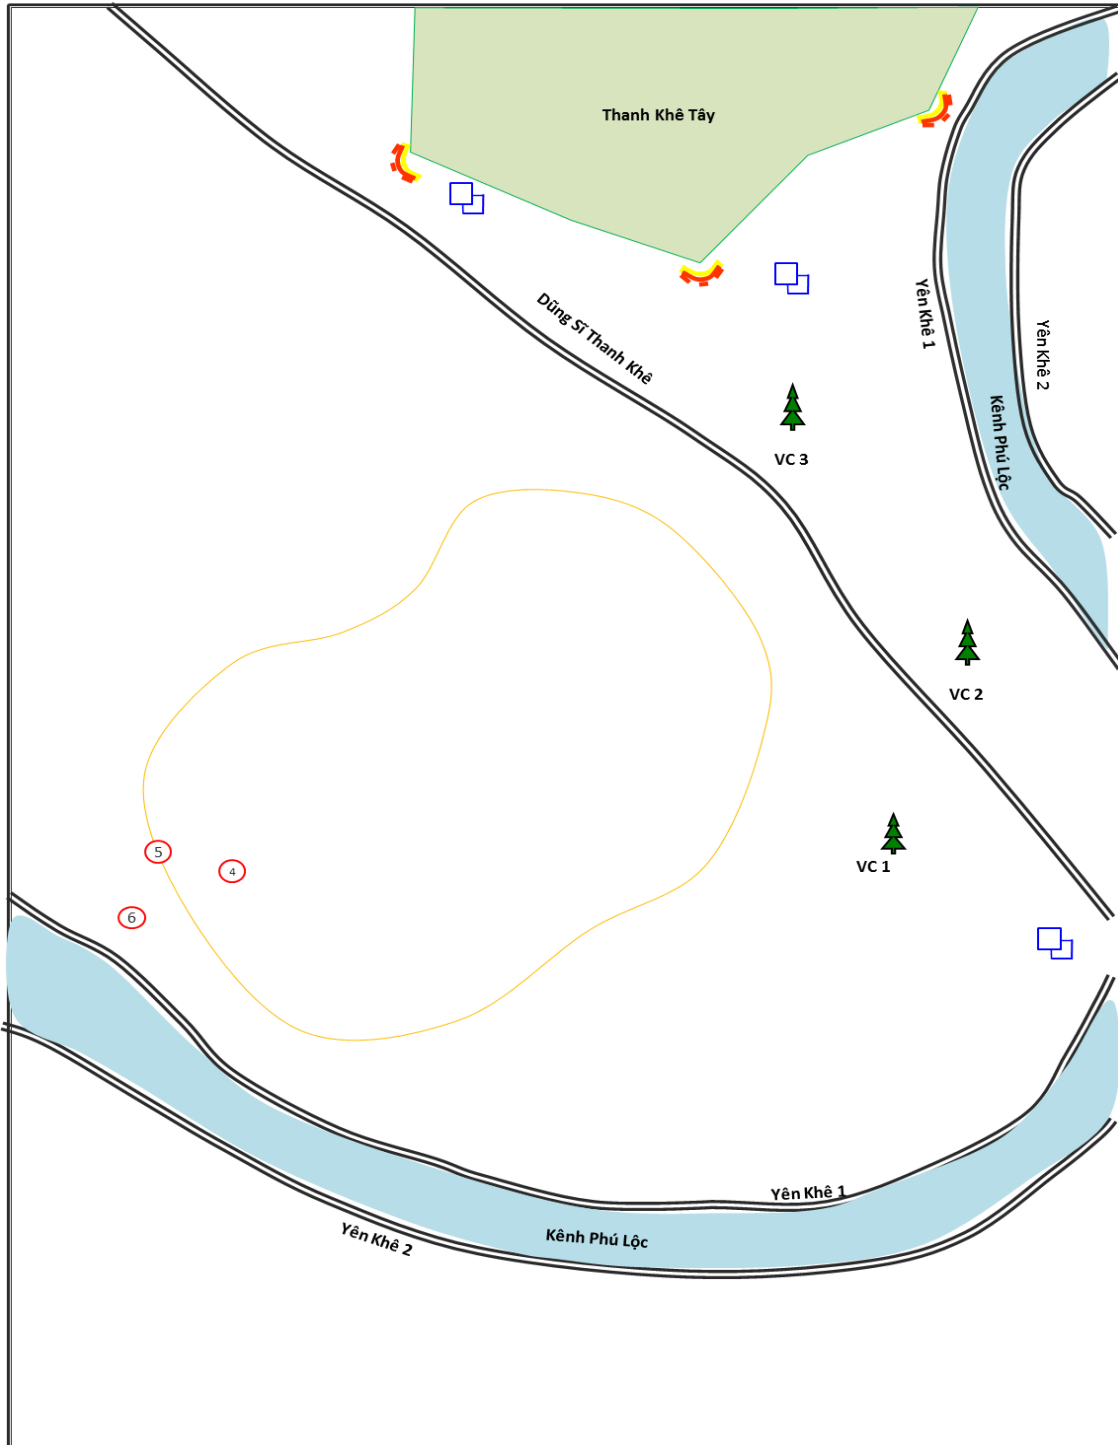 Thanh Khê Tây
Dũng Sĩ Thanh Khê
Yên Khê 1
Yên Khê 2
Kênh Phú Lộc
VC 3
VC 2
VC 1
5
4
6
Yên Khê 1
Kênh Phú Lộc
Yên Khê 2